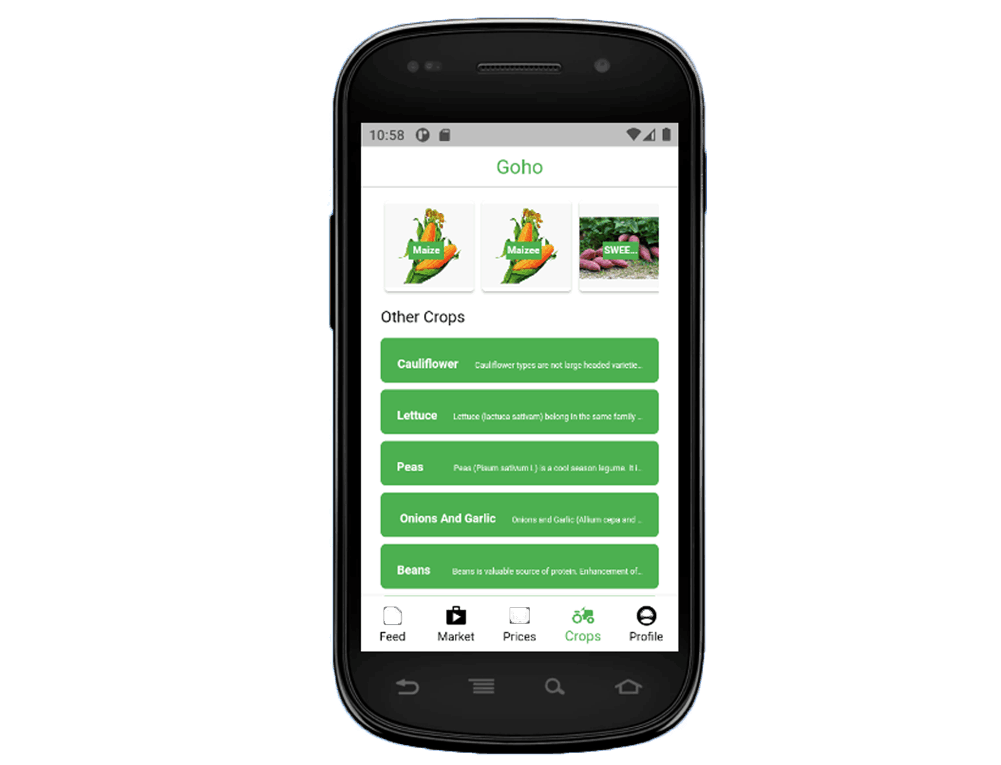 10:58
Goho
Maize
Maizee
SWEE...
Other Crops
Cauliflower Cauliflower types are not large headed varietie...
Lettuce Lettuce (lactuca sativam) belong in the same family ...
Peas Peas (Pisum sativum l.) is a cool season legume. It i...
Onions And Garlic Onions and Garlic (Allium cepa and ...
Beans Beans is valuable source of protein. Enhancement of...
Feed Market Prices Crops Profile